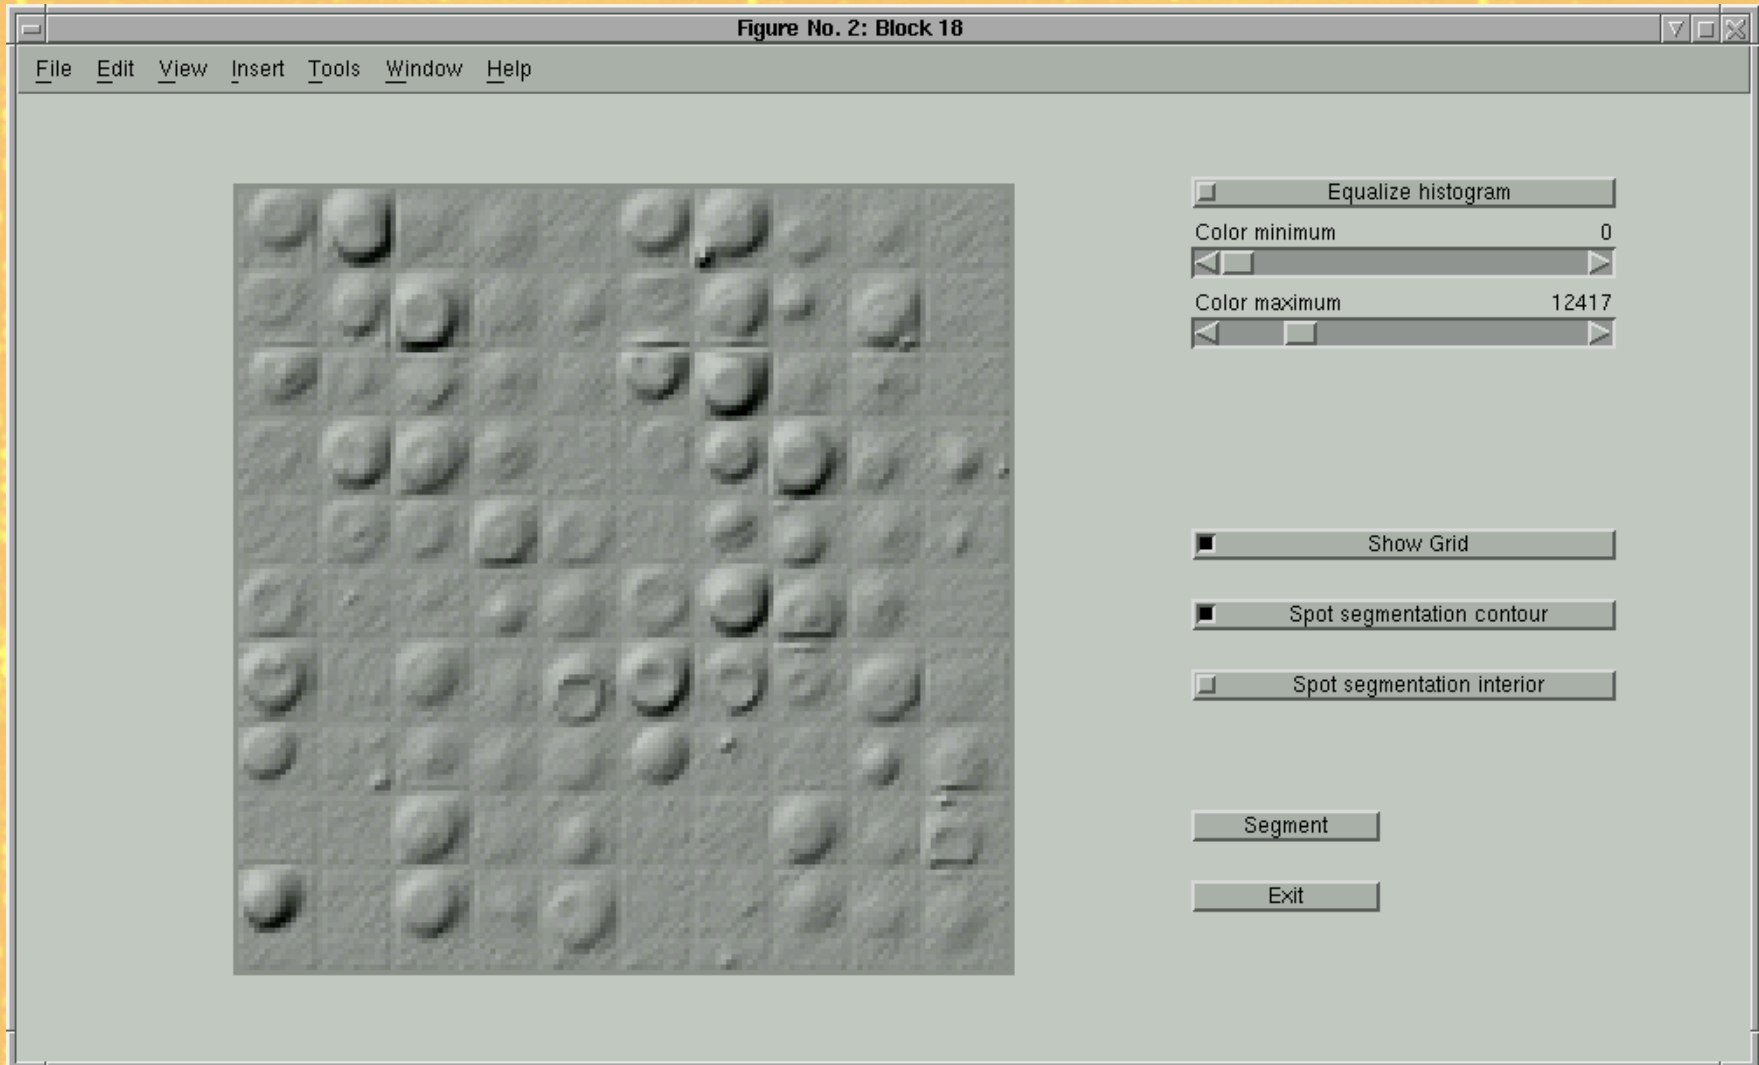 Figure No. 2: Block 18
File Edit View Insert Tools Window Help
Equalize histogram
Color minimum 0
Color maximum 12417
Show Grid
Spot segmentation contour
Spot segmentation interior
Segment
Exit